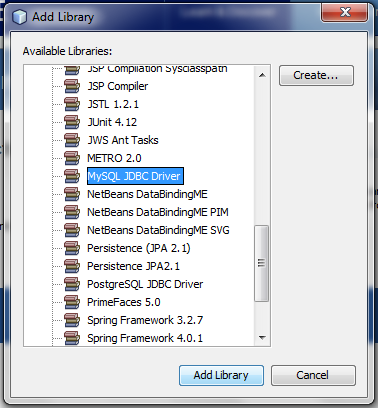 Add Library
Available Libraries:
JSP Compilation Sysclasspath
Create...
JSP Compiler
JSTL 1.2.1
JUnit 4.12
JWS Ant Tasks
METRO 2.0
MySQL JDBC Driver
NetBeans DataBindingME
NetBeans DataBindingME PIM
NetBeans DataBindingME SVG
Persistence (JPA 2.1)
Persistence JPA2.1
PostgreSQL JDBC Driver
PrimeFaces 5.0
Spring Framework 3.2.7
Spring Framework 4.0.1
Add Library
Cancel